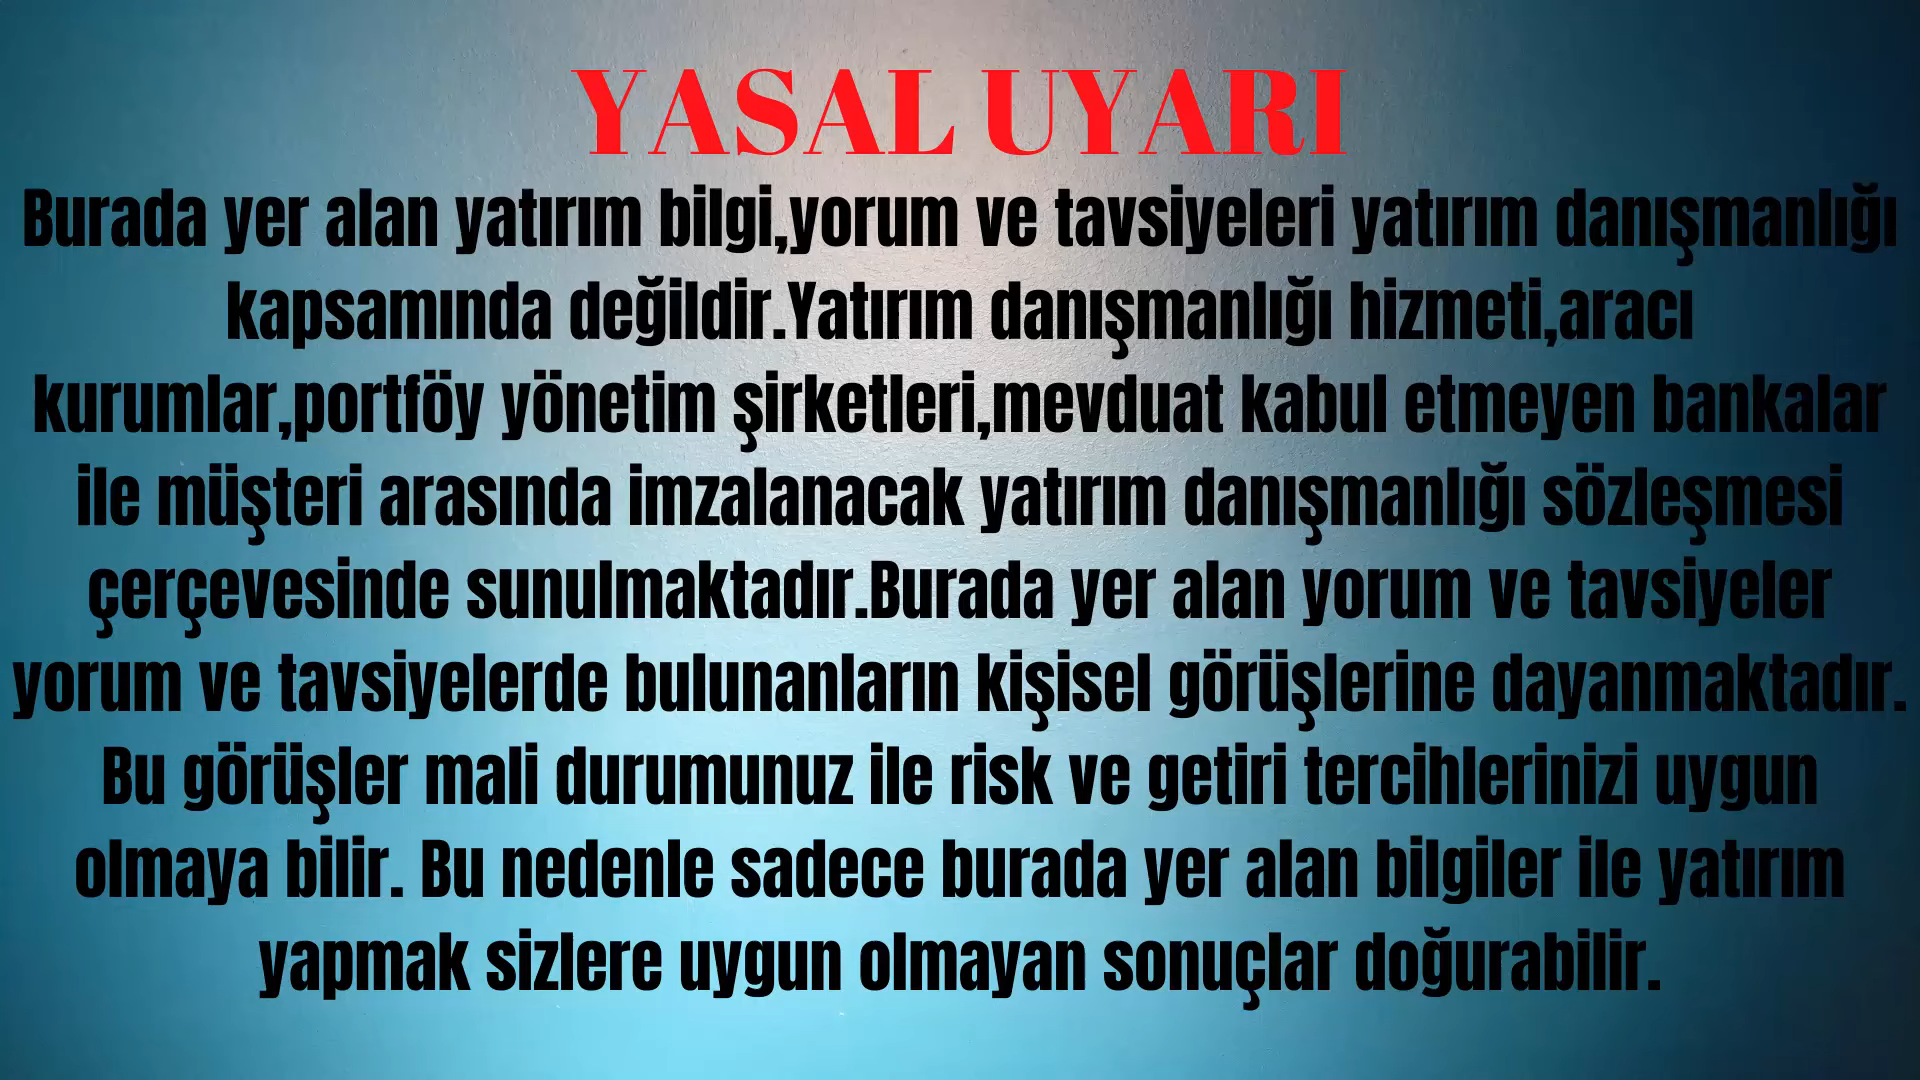 YASAL UYARI
Burada yer alan yatırım bilgi,yorum ve tavsiyeleri yatırım danışmanlığı
kapsamında değildir.Yatırım danışmanlığı hizmeti,aracı
kurumlar,portföy yönetim şirketleri,mevduat kabul etmeyen bankalar
ile müşteri arasında imzalanacak yatırım danışmanlığı sözleşmesi
çerçevesinde sunulmaktadır.Burada yer alan yorum ve tavsiyeler
yorum ve tavsiyelerde bulunanların kişisel görüşlerine dayanmaktadır.
Bu görüşler mali durumunuz ile risk ve getiri tercihlerinizi uygun
olmaya bilir. Bu nedenle sadece burada yer alan bilgiler ile yatırım
yapmak sizlere uygun olmayan sonuçlar doğurabilir.